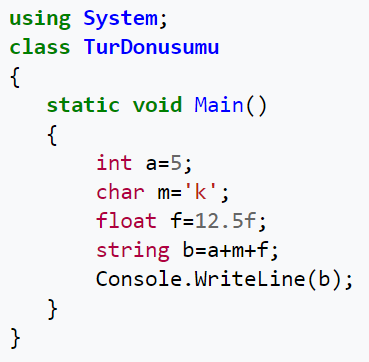 using System;
class TurDonusumu
{
   static void Main()
   {
      int a=5;
      char m='k';
      float f=12.5f;
      string b=a+m+f;
      Console.WriteLine(b);
   }
}